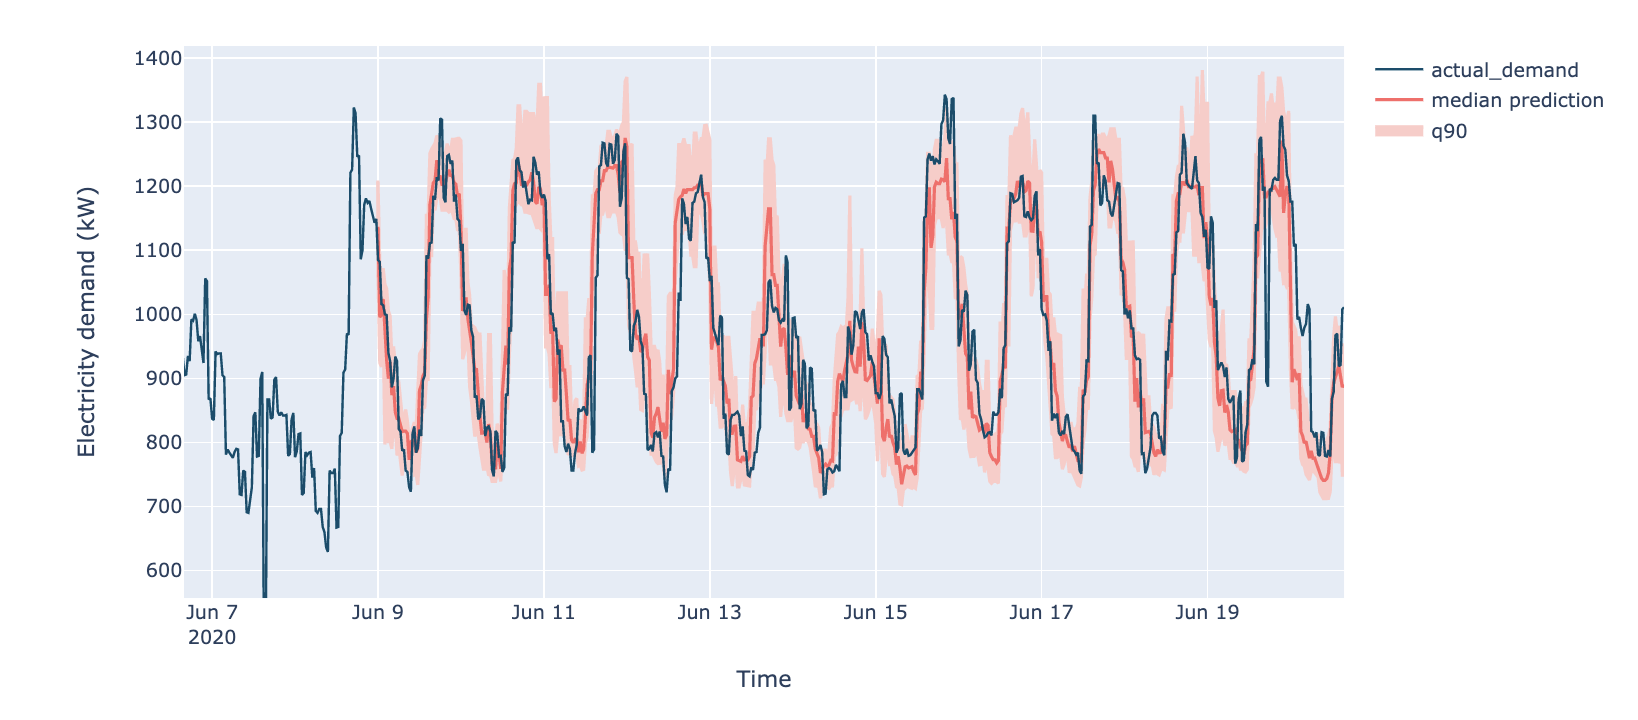 1400
1300
1200
1100
1000
900
800
700
600
Electricity demand (kW)
Jun 7
2020
Jun 9
Jun 11
Jun 13
Jun 15
Jun 17
Jun 19
Time
actual_demand
median prediction
q90